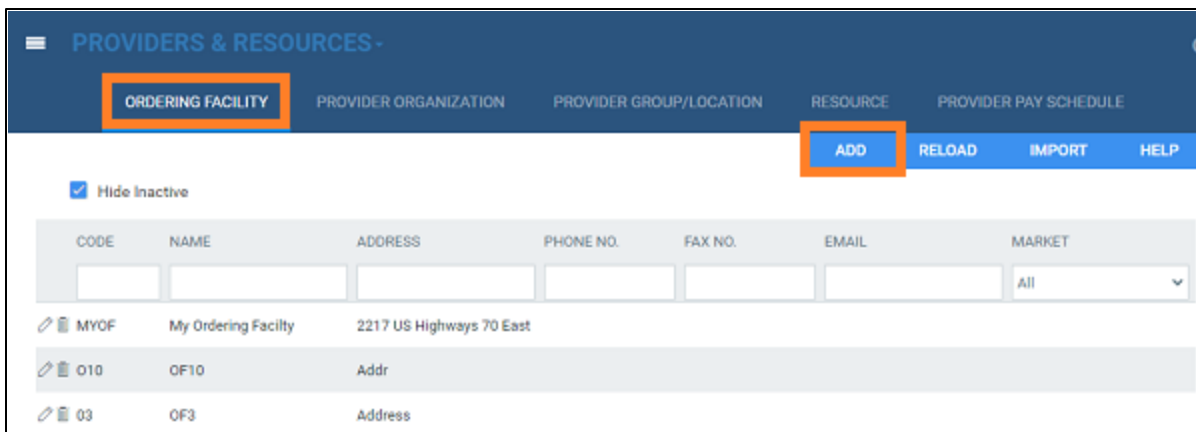 PROVIDERS & RESOURCES
ORDERING FACILITY PROVIDER ORGANIZATION PROVIDER GROUP/LOCATION RESOURCE PROVIDER PAY SCHEDULE
ADD RELOAD IMPORT HELP
Hide Inactive
CODE NAME ADDRESS PHONE NO. FAX NO. EMAIL MARKET
All
MYOF My Ordering Facilty 2217 US Highways 70 East
O10 OF10 Addr
03 OF3 Address